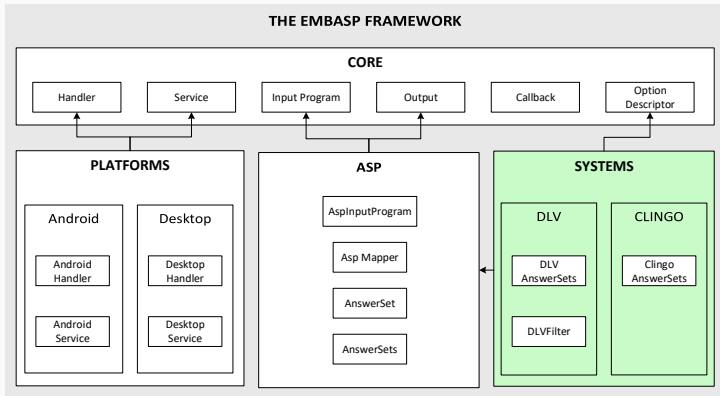 THE EMBASP FRAMEWORK
CORE
Handler
Service
Input Program
Output
Callback
Option
Descriptor
PLATFORMS
Android
Android
Handler
Android
Service
Desktop
Desktop
Handler
Desktop
Service
ASP
AspInputProgram
Asp Mapper
AnswerSet
AnswerSets
SYSTEMS
DLV
DLV
AnswerSets
DLVFilter
CLINGO
Clingo
AnswerSets